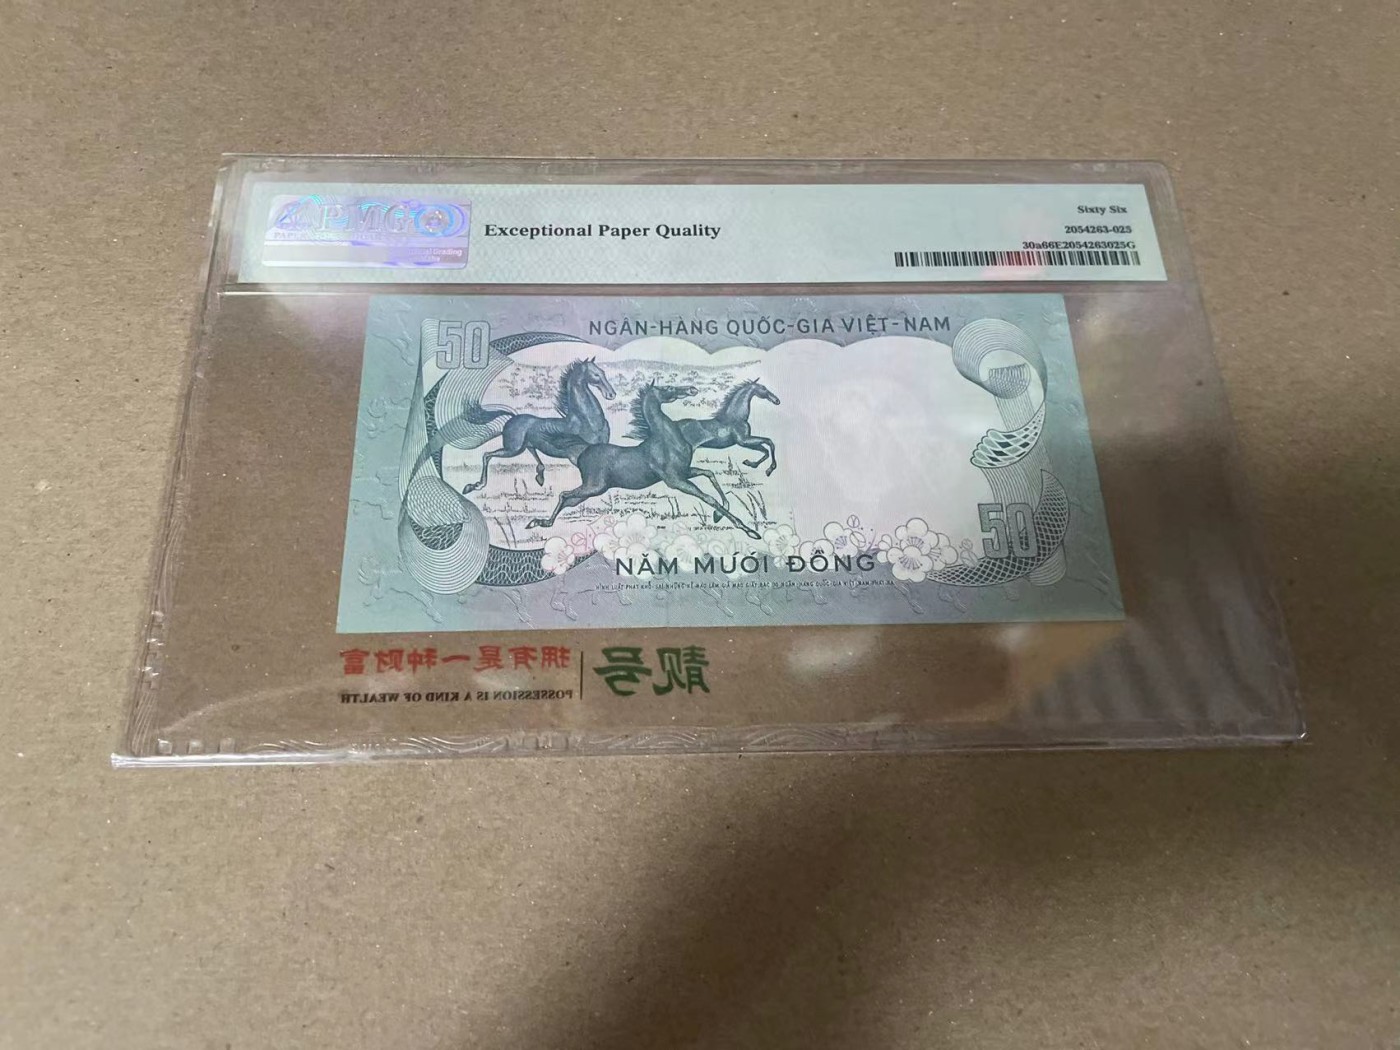 PMG
Exceptional Paper Quality
Sixty Six
2054263-025
30a66E2054263025G
50
NGÂN-HÀNG QUỐC-GIA VIỆT-NAM
50
NĂM MƯƠI ĐỒNG
靓号
拥有是一种财富
POSSESSION IS A KIND OF WEALTH